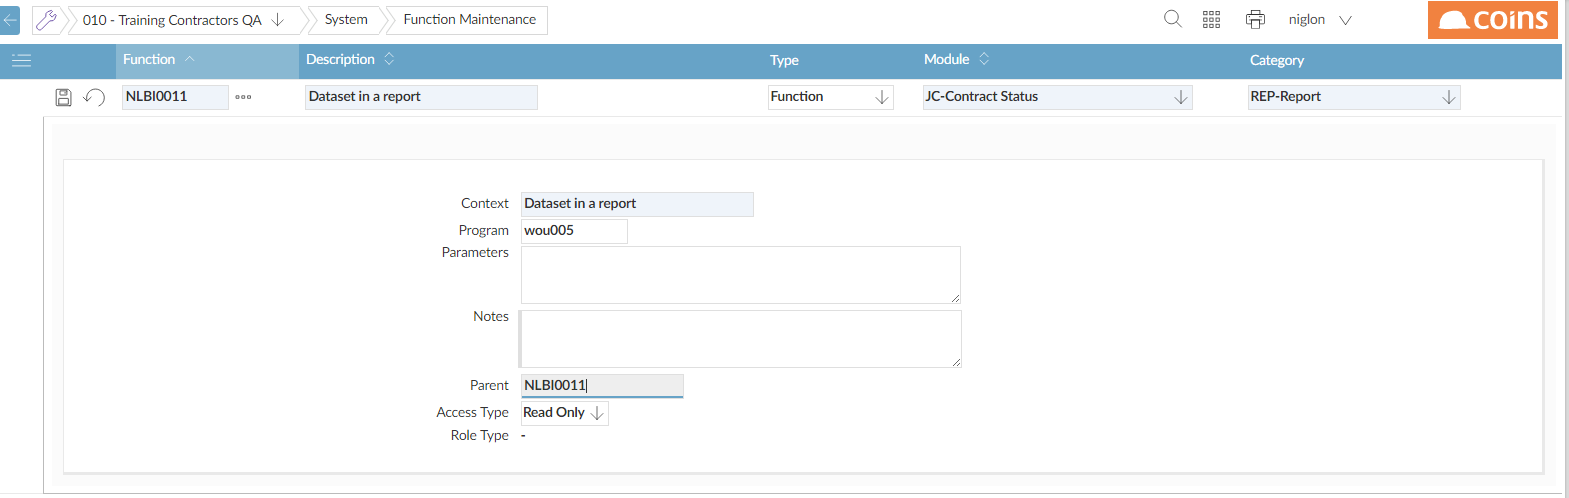 010 - Training Contractors QA System Function Maintenance niglon coins
Function Description Type Module Category
NLBI0011 Dataset in a report Function JC-Contract Status REP-Report
Context Dataset in a report
Program wou005
Parameters
Notes
Parent NLBI0011
Access Type Read Only
Role Type -